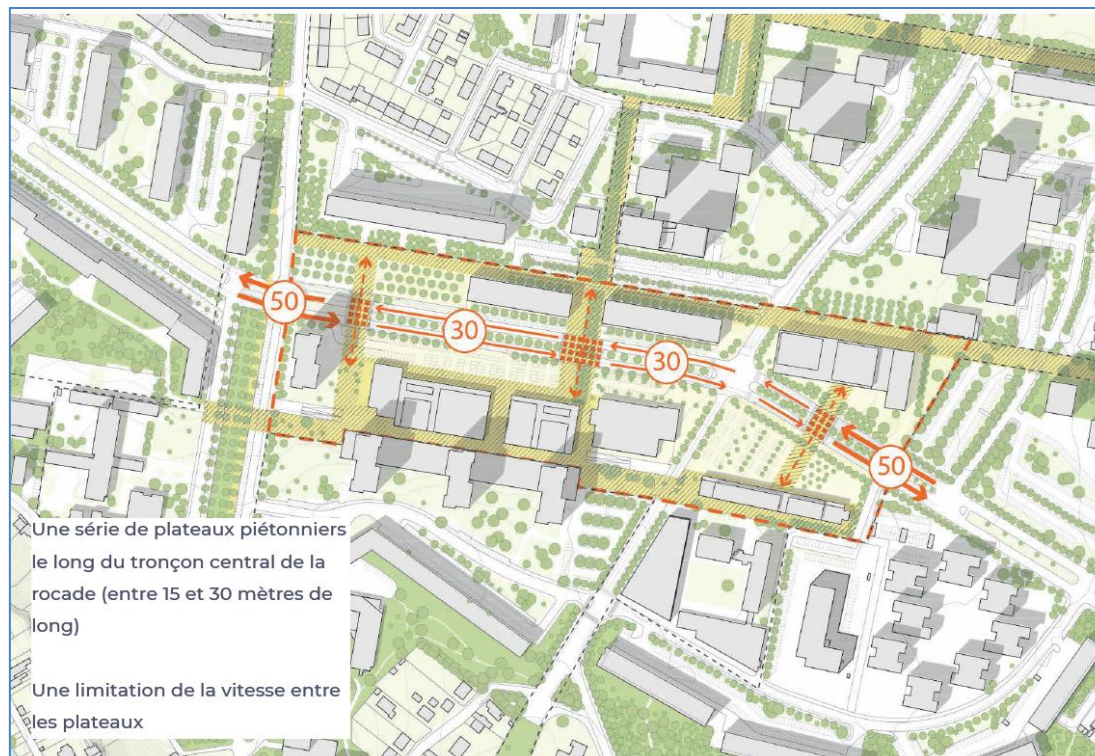 50
30
30
50
Une série de plateaux piétonniers
le long du tronçon central de la
rocade (entre 15 et 30 mètres de
long)
Une limitation de la vitesse entre
les plateaux